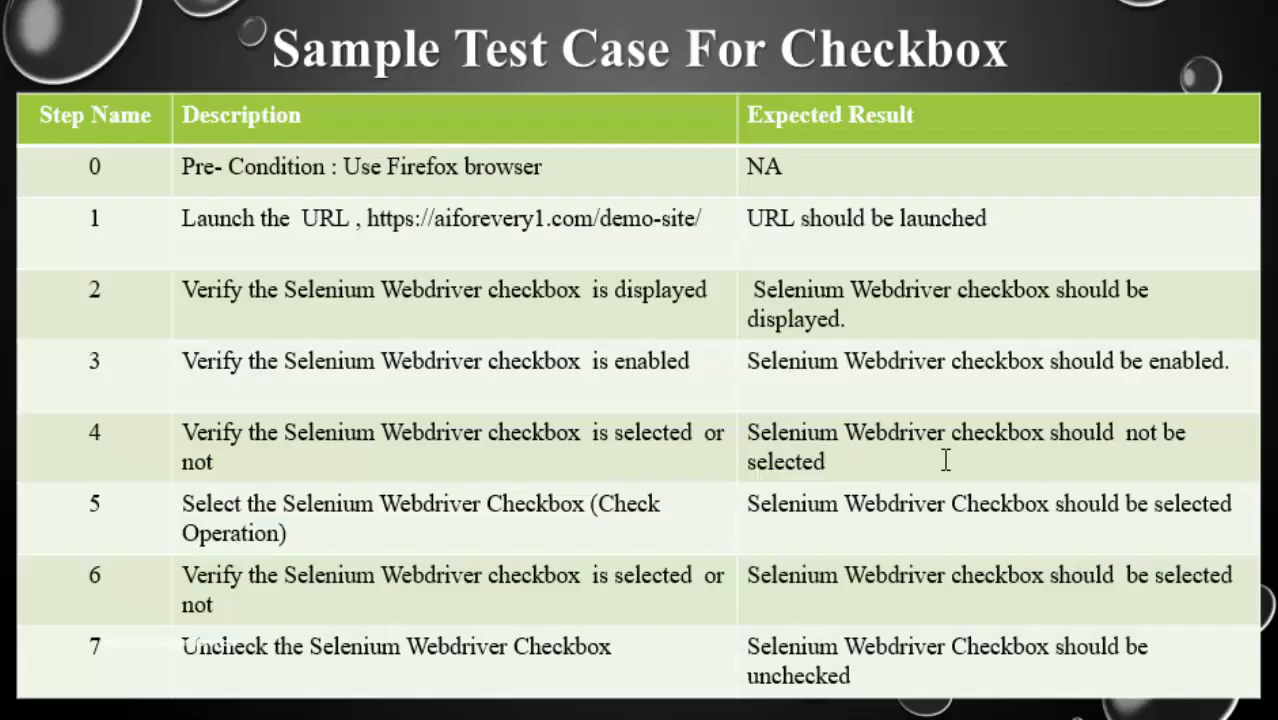 Sample Test Case For Checkbox
Step Name Description Expected Result
0 Pre- Condition : Use Firefox browser NA
1 Launch the URL , https://aiforevery1.com/demo-site/ URL should be launched
2 Verify the Selenium Webdriver checkbox is displayed Selenium Webdriver checkbox should be
displayed.
3 Verify the Selenium Webdriver checkbox is enabled Selenium Webdriver checkbox should be enabled.
4 Verify the Selenium Webdriver checkbox is selected or Selenium Webdriver checkbox should not be
not selected
5 Select the Selenium Webdriver Checkbox (Check Selenium Webdriver Checkbox should be selected
Operation)
6 Verify the Selenium Webdriver checkbox is selected or Selenium Webdriver checkbox should be selected
not
7 Uncheck the Selenium Webdriver Checkbox Selenium Webdriver Checkbox should be
unchecked